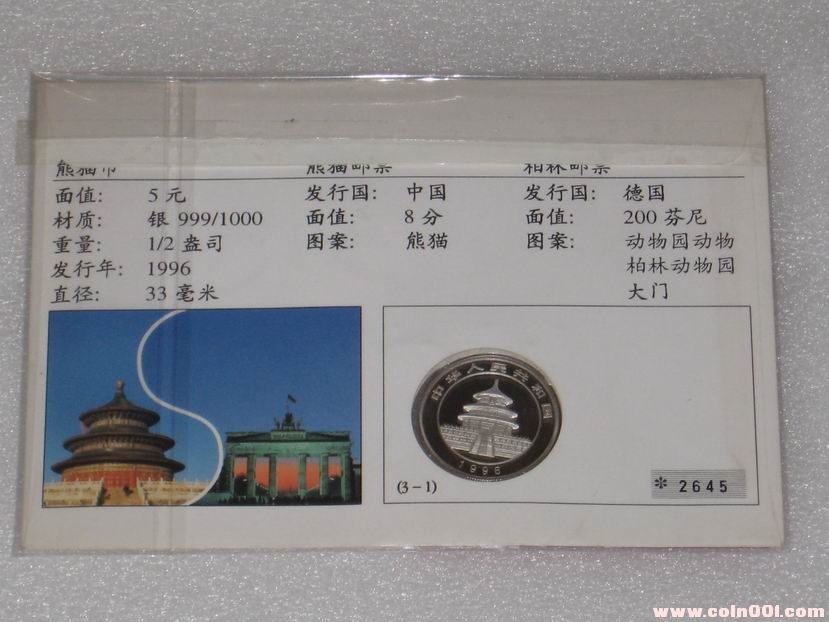 熊猫币
面值: 5 元
材质: 银 999/1000
重量: 1/2 盎司
发行年: 1996
直径: 33 毫米
熊猫邮票
发行国: 中国
面值: 8 分
图案: 熊猫
柏林邮票
发行国: 德国
面值: 200 芬尼
图案: 动物园动物
柏林动物园
大门
中华人民共和国
1996
(3-1)
* 2645
www.coin001.com